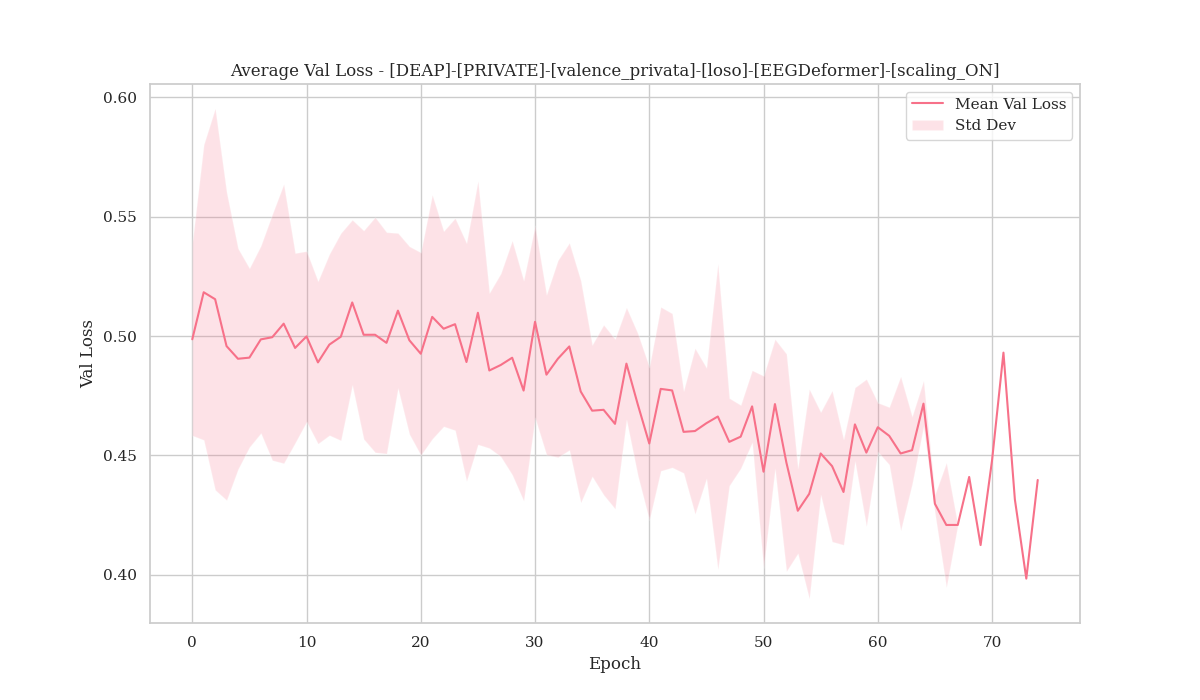 Average Val Loss - [DEAP]-[PRIVATE]-[valence_privata]-[loso]-[EEGDeformer]-[scaling_ON]
Mean Val Loss
Std Dev
0.60
0.55
0.50
0.45
0.40
Val Loss
0 10 20 30 40 50 60 70
Epoch